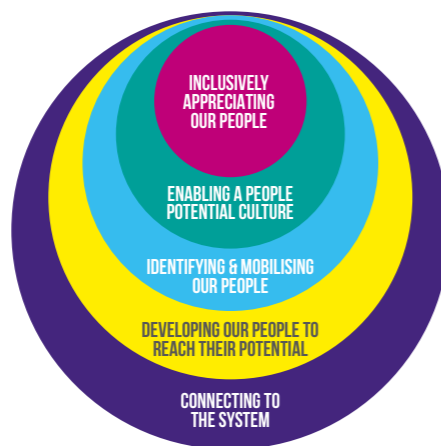 INCLUSIVELY
APPRECIATING
OUR PEOPLE
ENABLING A PEOPLE
POTENTIAL CULTURE
IDENTIFYING & MOBILISING
OUR PEOPLE
DEVELOPING OUR PEOPLE TO
REACH THEIR POTENTIAL
CONNECTING TO
THE SYSTEM